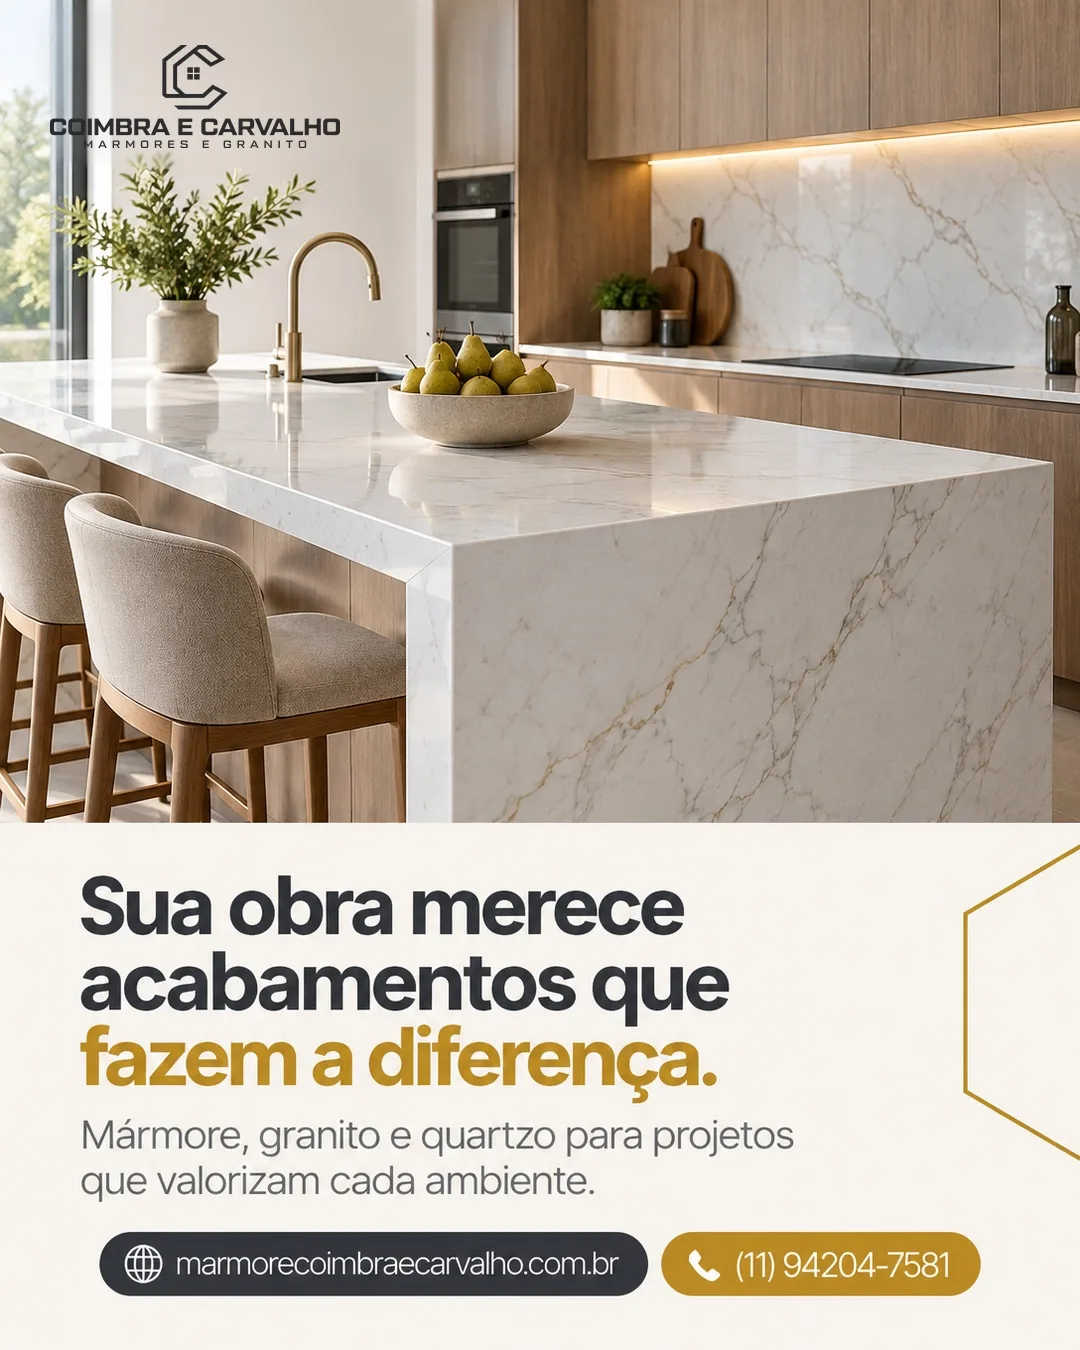 COIMBRA E CARVALHO
MARMORES E GRANITO
Sua obra merece
acabamentos que
fazem a diferença.
Mármore, granito e quartzo para projetos
que valorizam cada ambiente.
marmorecoimbraecarvalho.com.br
(11) 94204-7581